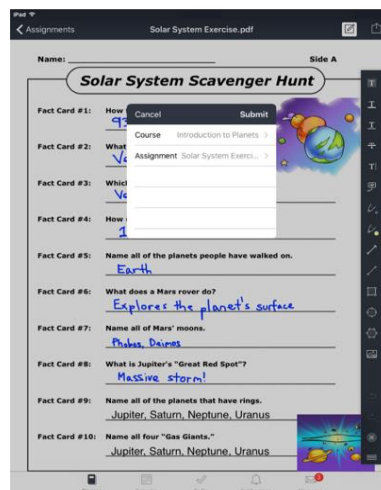 iPad
Assignments
Solar System Exercise.pdf
Name:
Side A
Solar System Scavenger Hunt
Cancel
Submit
Course Introduction to Planets
Assignment Solar System Exerci...
Fact Card #1: How
93
Fact Card #2: What
Ve
Fact Card #3: Which
Ve
Fact Card #4: How
1
Fact Card #5: Name all of the planets people have walked on.
Earth
Fact Card #6: What does a Mars rover do?
Explores the planet's surface
Fact Card #7: Name all of Mars' moons.
Phobos, Deimos
Fact Card #8: What is Jupiter's "Great Red Spot"?
Massive storm!
Fact Card #9: Name all of the planets that have rings.
Jupiter, Saturn, Neptune, Uranus
Fact Card #10: Name all four "Gas Giants."
Jupiter, Saturn, Neptune, Uranus